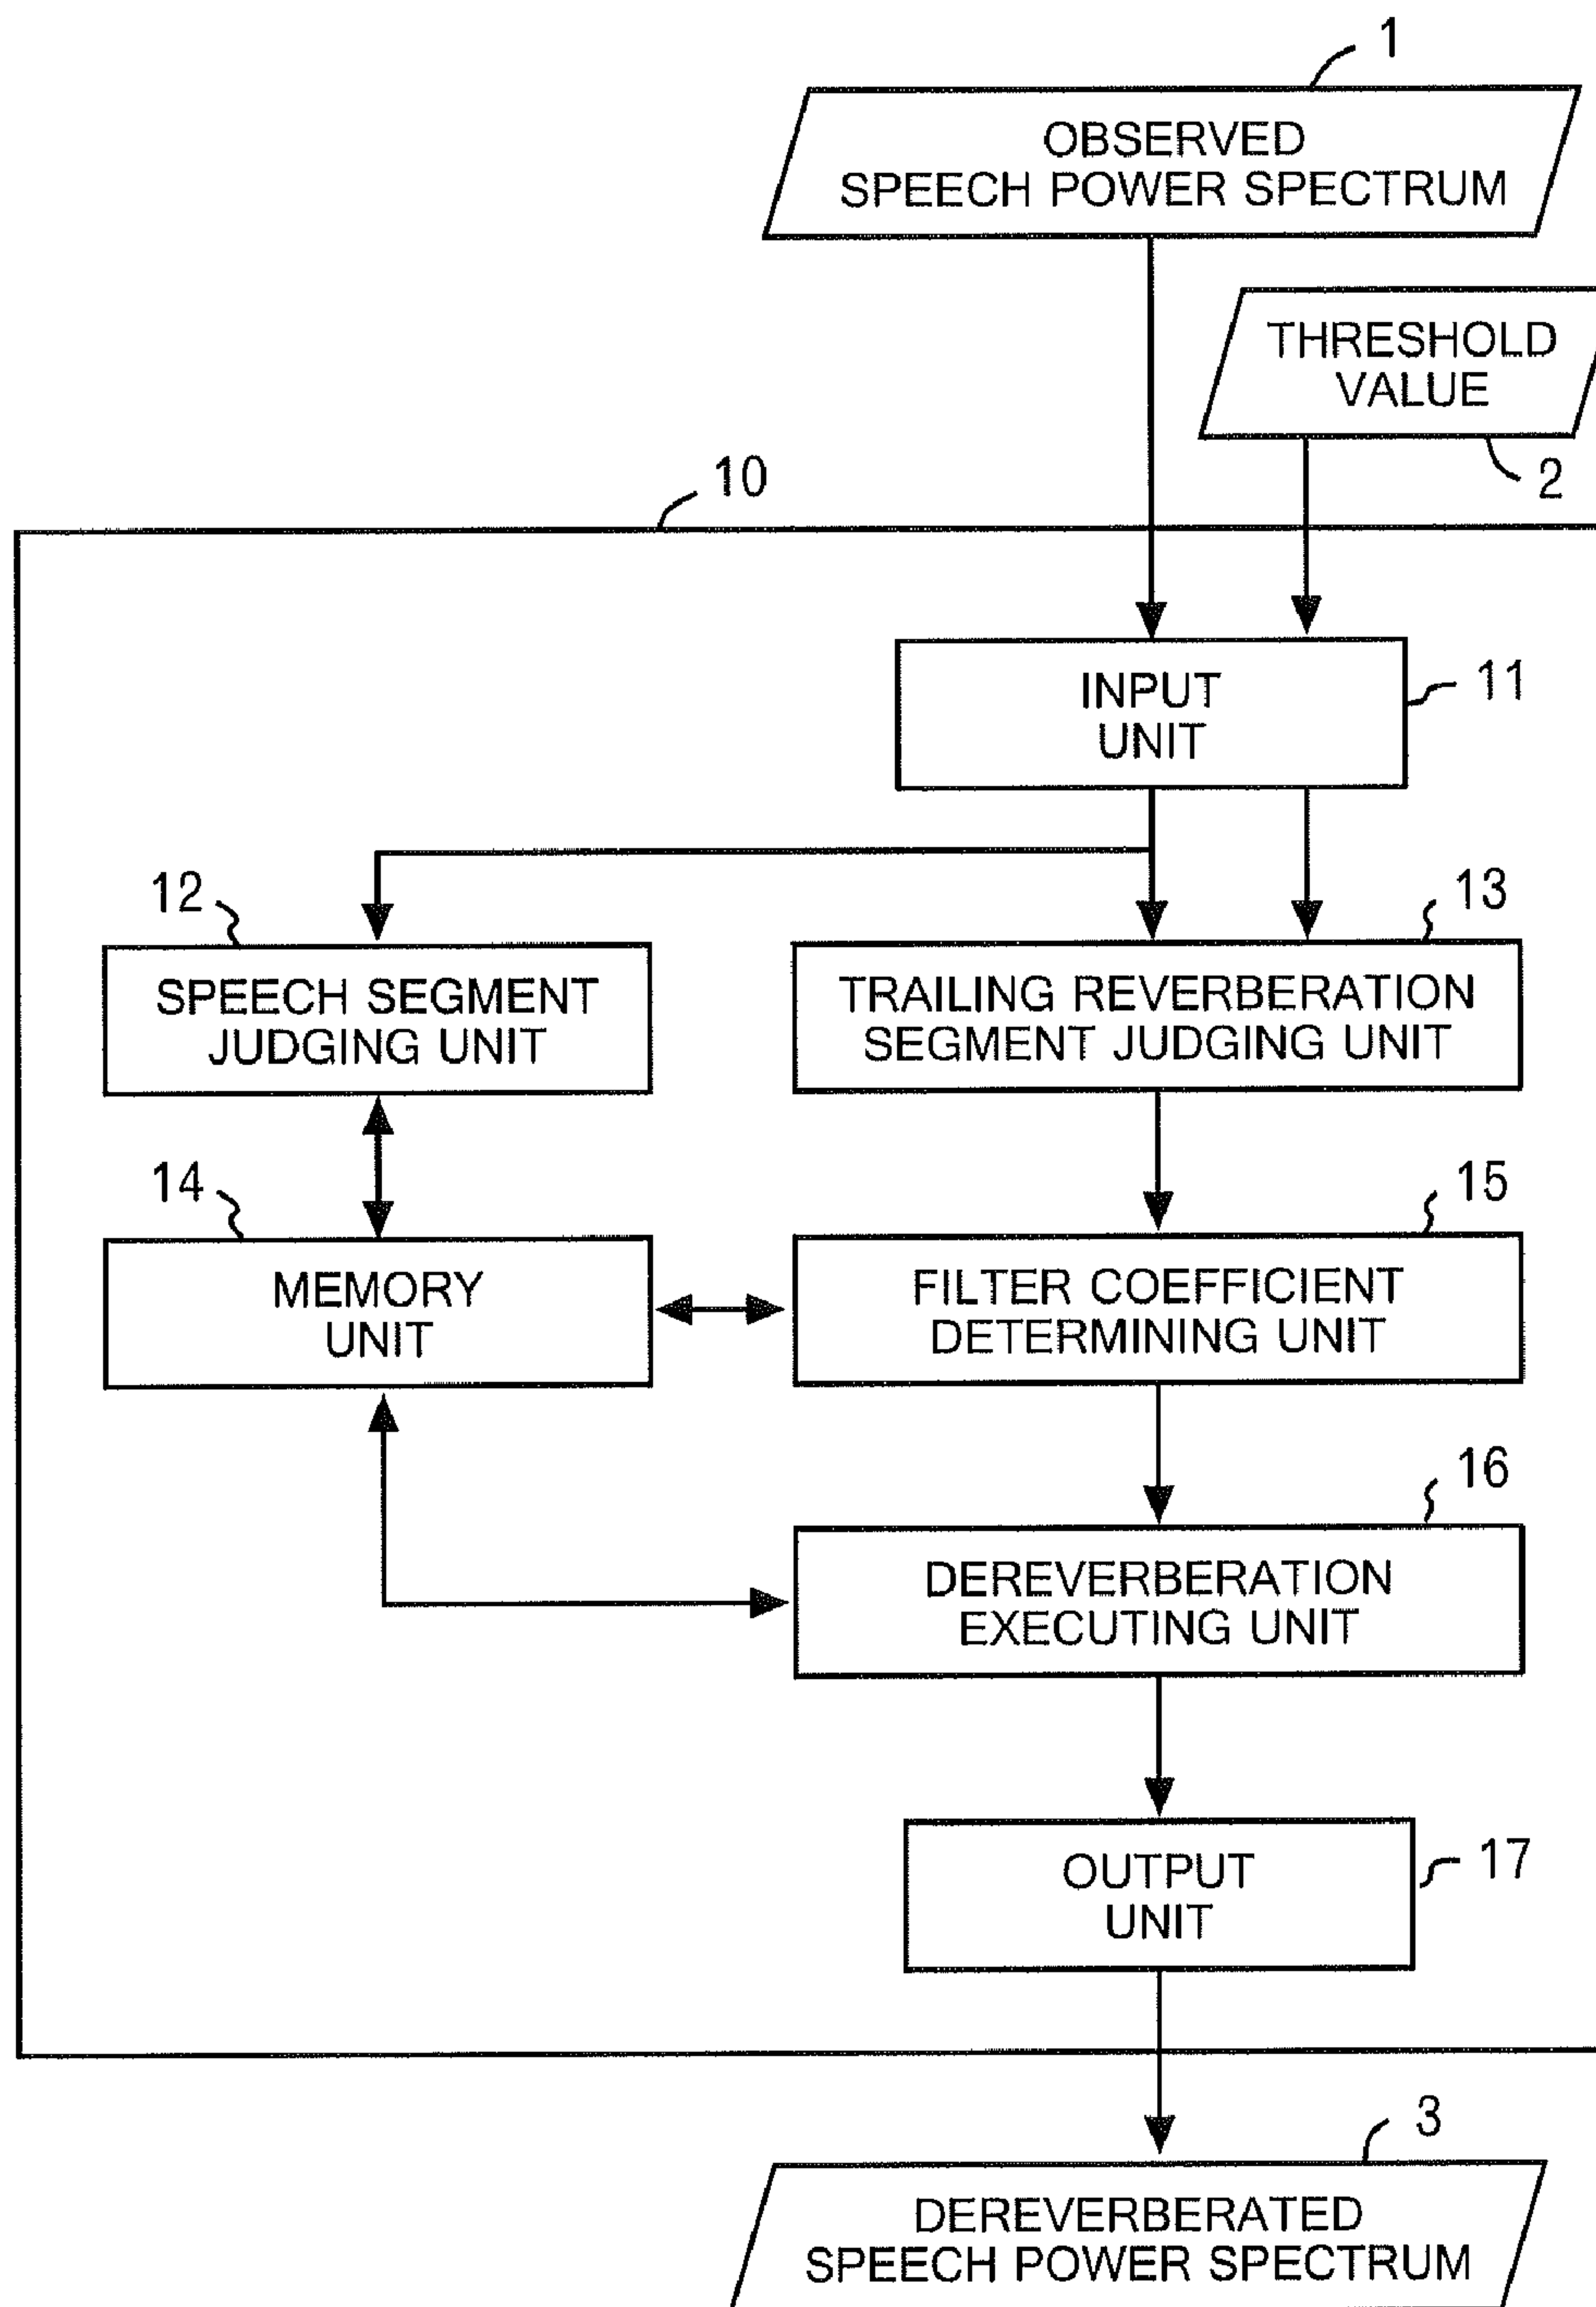 1
OBSERVED
SPEECH POWER SPECTRUM
THRESHOLD
VALUE
2
10
INPUT
UNIT
11
12
SPEECH SEGMENT
JUDGING UNIT
13
TRAILING REVERBERATION
SEGMENT JUDGING UNIT
14
MEMORY
UNIT
15
FILTER COEFFICIENT
DETERMINING UNIT
16
DEREVERBERATION
EXECUTING UNIT
OUTPUT
UNIT
17
3
DEREVERBERATED
SPEECH POWER SPECTRUM